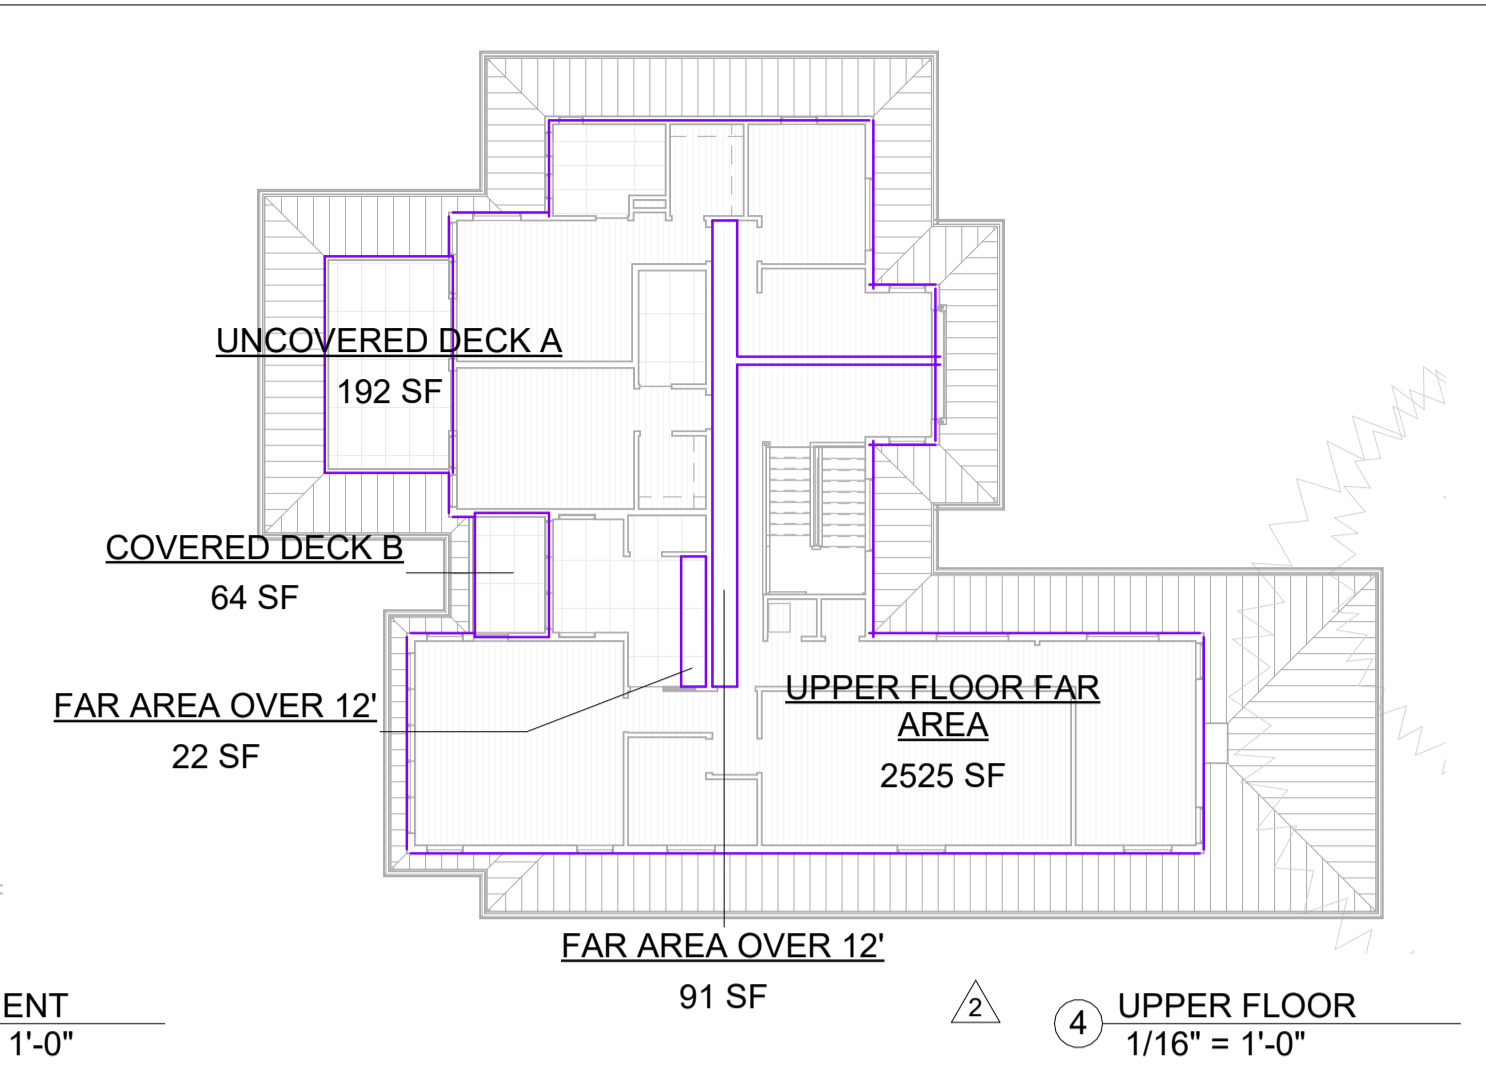 UNCOVERED DECK A
192 SF
COVERED DECK B
64 SF
FAR AREA OVER 12'
22 SF
UPPER FLOOR FAR
AREA
2525 SF
FAR AREA OVER 12'
91 SF
ENT
1'-0"
2
4
UPPER FLOOR
1/16" = 1'-0"